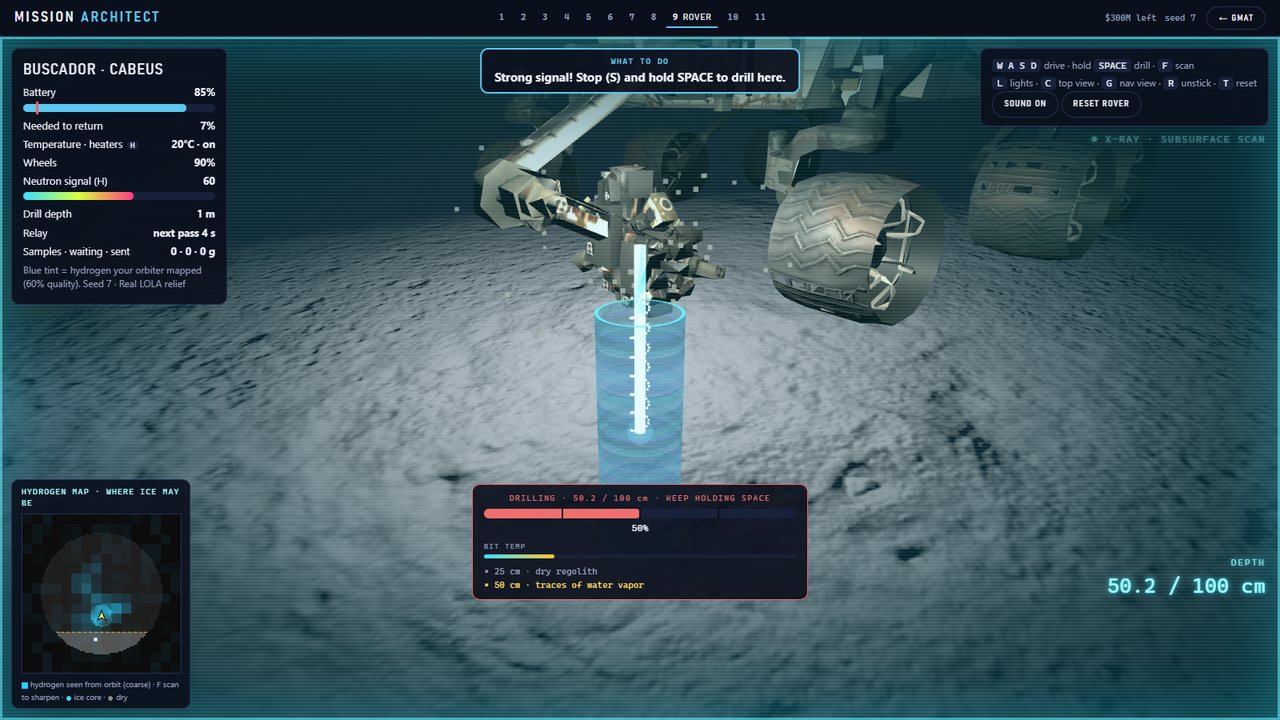 MISSION ARCHITECT
1 2 3 4 5 6 7 8 9 ROVER 10 11
$300M left seed 7 ← GMAT
BUSCADOR · CABEUS
Battery 85%
Needed to return 7%
Temperature · heaters H 20°C · on
Wheels 90%
Neutron signal (H) 60
Drill depth 1 m
Relay next pass 4 s
Samples · waiting · sent 0 · 0 · 0 g
Blue tint = hydrogen your orbiter mapped
(60% quality). Seed 7 · Real LOLA relief
WHAT TO DO
Strong signal! Stop (S) and hold SPACE to drill here.
W A S D drive · hold SPACE drill · F scan
L lights · C top view · G nav view · R unstick · T reset
SOUND ON RESET ROVER
X-RAY · SUBSURFACE SCAN
DRILLING · 50.2 / 100 cm · KEEP HOLDING SPACE
50%
BIT TEMP
▪ 25 cm · dry regolith
▪ 50 cm · traces of water vapor
HYDROGEN MAP · WHERE ICE MAY
BE
hydrogen seen from orbit (coarse) · F scan
to sharpen · ● ice core · ● dry
DEPTH
50.2 / 100 cm